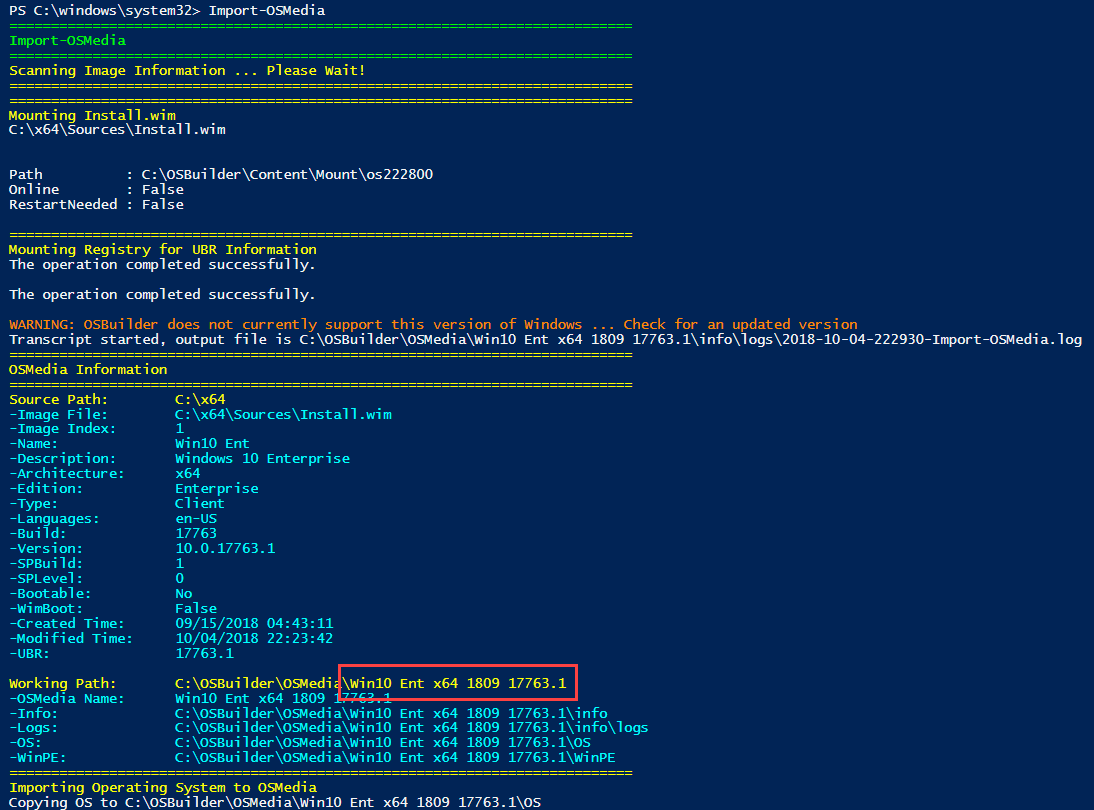 PS C:\windows\system32> Import-OSMedia
===========================================================================
Import-OSMedia
===========================================================================
Scanning Image Information ... Please Wait!
===========================================================================
===========================================================================
Mounting Install.wim
C:\x64\Sources\Install.wim
Path          : C:\OSBuilder\Content\Mount\os222800
Online        : False
RestartNeeded : False
===========================================================================
Mounting Registry for UBR Information
The operation completed successfully.
The operation completed successfully.
WARNING: OSBuilder does not currently support this version of Windows ... Check for an updated version
Transcript started, output file is C:\OSBuilder\OSMedia\Win10 Ent x64 1809 17763.1\info\logs\2018-10-04-222930-Import-OSMedia.log
===========================================================================
OSMedia Information
===========================================================================
Source Path:        C:\x64
-Image File:        C:\x64\Sources\Install.wim
-Image Index:       1
-Name:              Win10 Ent
-Description:       Windows 10 Enterprise
-Architecture:      x64
-Edition:           Enterprise
-Type:              Client
-Languages:         en-US
-Build:             17763
-Version:           10.0.17763.1
-SPBuild:           1
-SPLevel:           0
-Bootable:          No
-WimBoot:           False
-Created Time:      09/15/2018 04:43:11
-Modified Time:     10/04/2018 22:23:42
-UBR:               17763.1
Working Path:       C:\OSBuilder\OSMedia\Win10 Ent x64 1809 17763.1
-OSMedia Name:      Win10 Ent x64 1809 17763.1
-Info:              C:\OSBuilder\OSMedia\Win10 Ent x64 1809 17763.1\info
-Logs:              C:\OSBuilder\OSMedia\Win10 Ent x64 1809 17763.1\info\logs
-OS:                C:\OSBuilder\OSMedia\Win10 Ent x64 1809 17763.1\OS
-WinPE:             C:\OSBuilder\OSMedia\Win10 Ent x64 1809 17763.1\WinPE
===========================================================================
Importing Operating System to OSMedia
Copying OS to C:\OSBuilder\OSMedia\Win10 Ent x64 1809 17763.1\OS